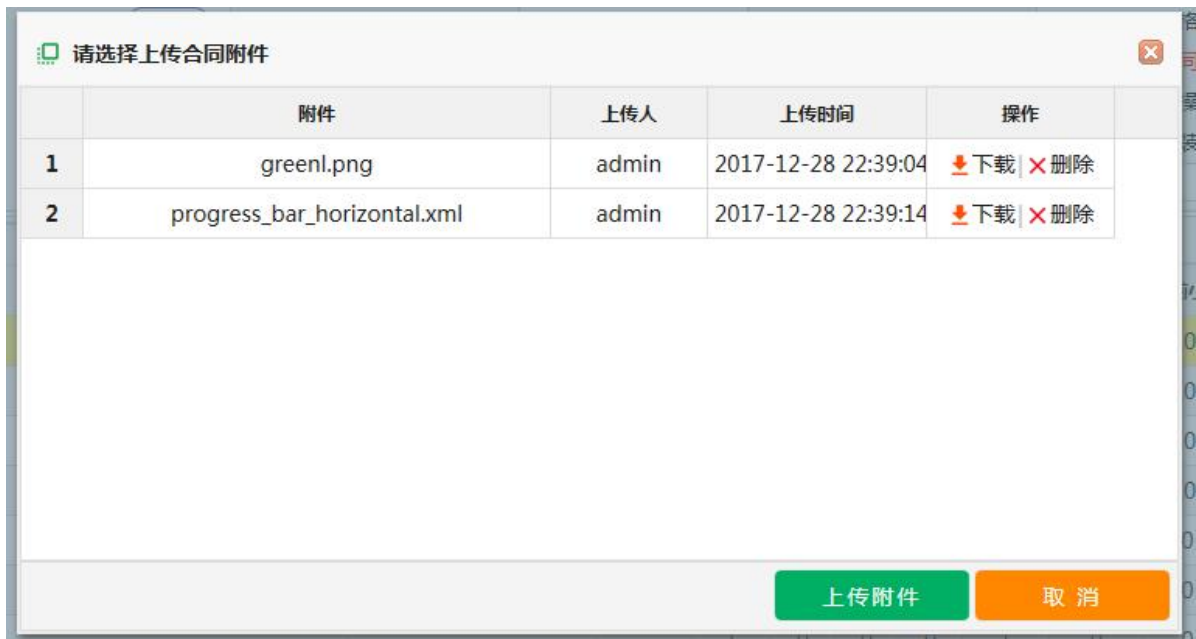 请选择上传合同附件
附件 上传人 上传时间 操作
1 greenl.png admin 2017-12-28 22:39:04 下载|删除
2 progress_bar_horizontal.xml admin 2017-12-28 22:39:14 下载|删除
上传附件 取 消